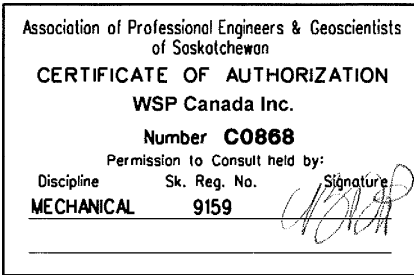 Association of Professional Engineers & Geoscientists
of Saskatchewan
CERTIFICATE OF AUTHORIZATION
WSP Canada Inc.
Number C0868
Permission to Consult held by:
Discipline Sk. Reg. No. Signature
MECHANICAL 9159